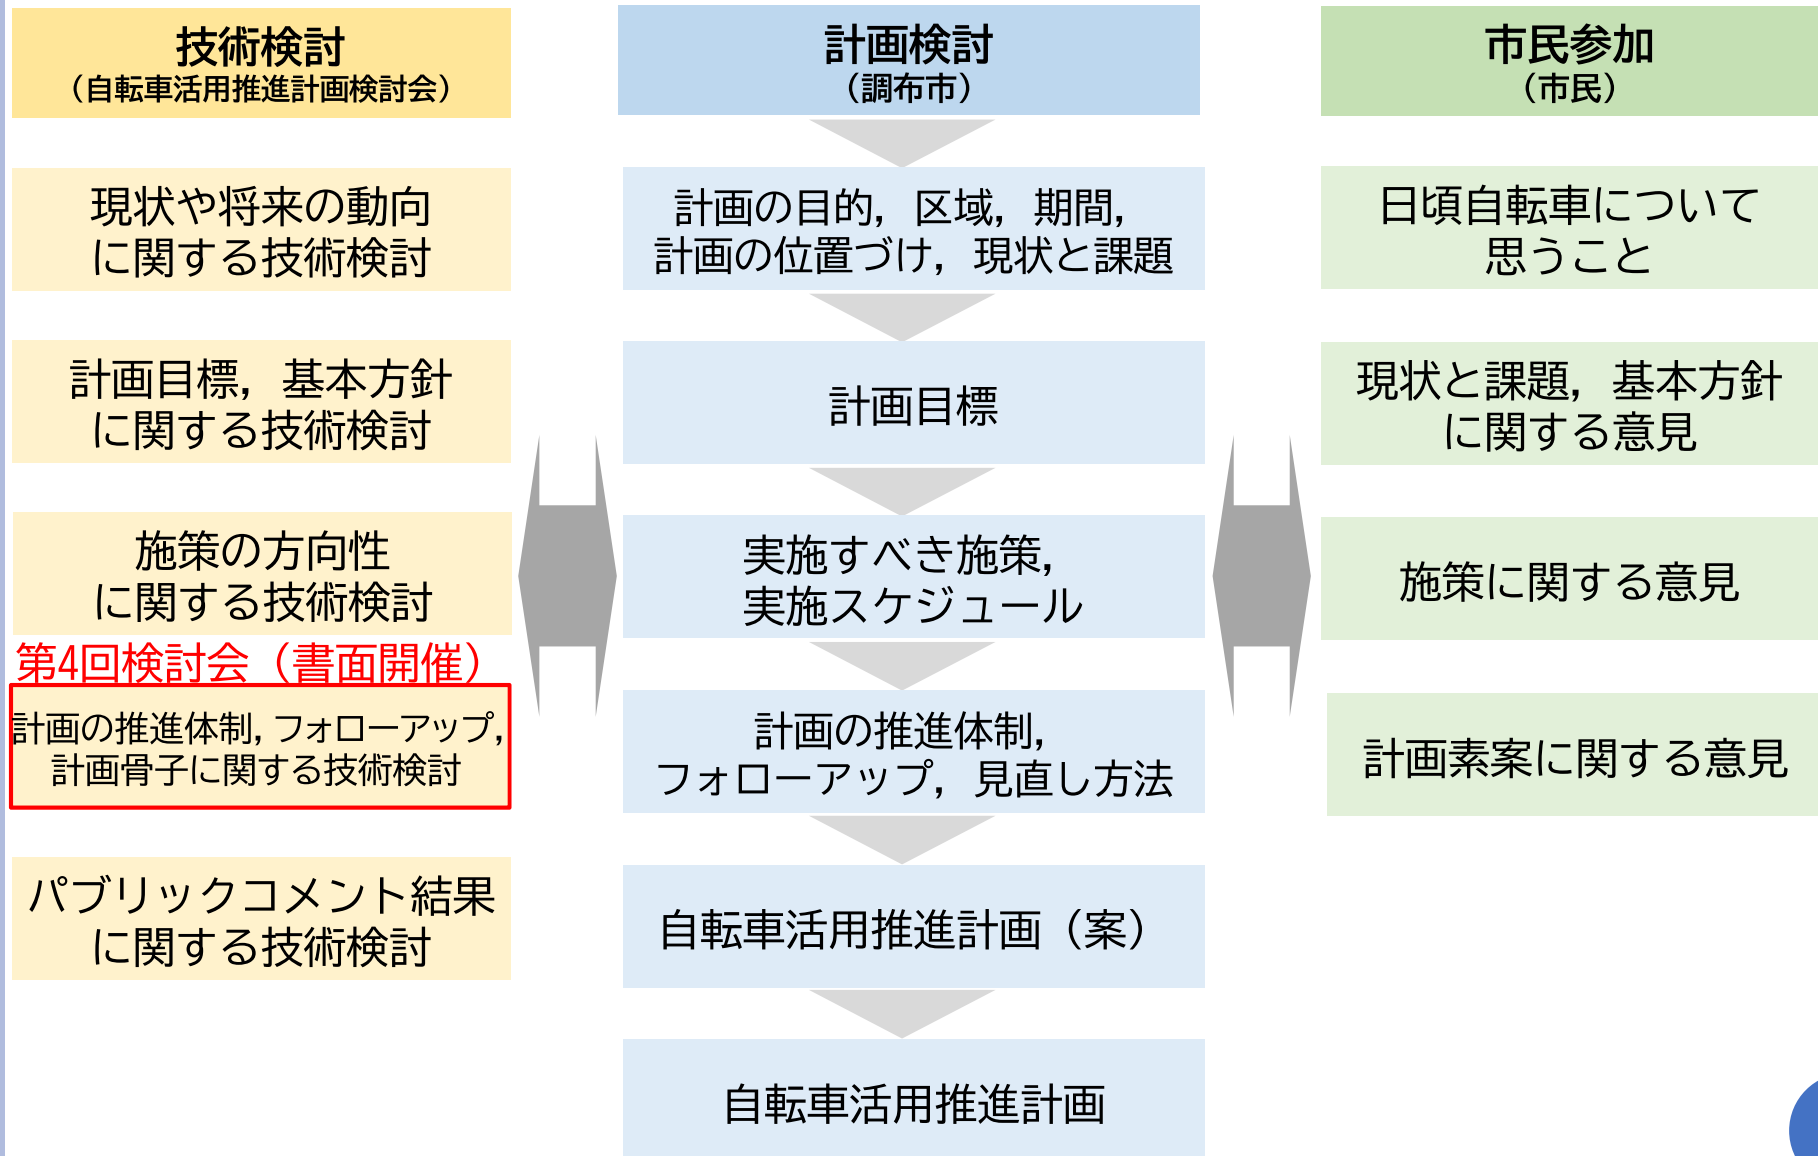 技術検討
（自転車活用推進計画検討会）
現状や将来の動向
に関する技術検討
計画目標，基本方針
に関する技術検討
施策の方向性
に関する技術検討
第4回検討会（書面開催）
計画の推進体制，フォローアップ，
計画骨子に関する技術検討
パブリックコメント結果
に関する技術検討
計画検討
（調布市）
計画の目的，区域，期間，
計画の位置づけ，現状と課題
計画目標
実施すべき施策，
実施スケジュール
計画の推進体制，
フォローアップ，見直し方法
自転車活用推進計画（案）
自転車活用推進計画
市民参加
（市民）
日頃自転車について
思うこと
現状と課題，基本方針
に関する意見
施策に関する意見
計画素案に関する意見